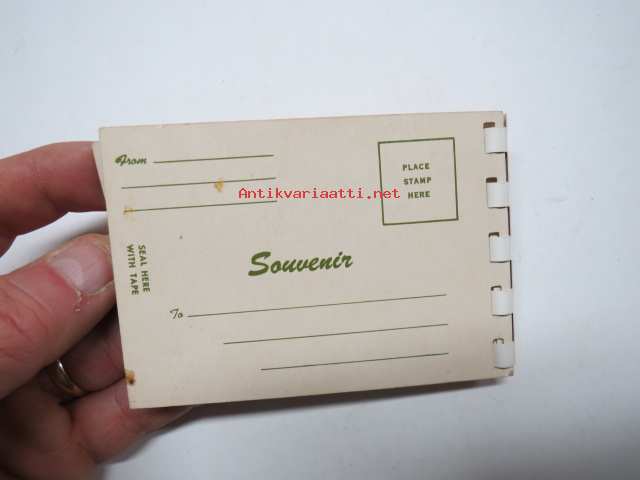 From
PLACE
STAMP
HERE
Antikvariaatti.net
SEAL HERE
WITH TAPE
Souvenir
To